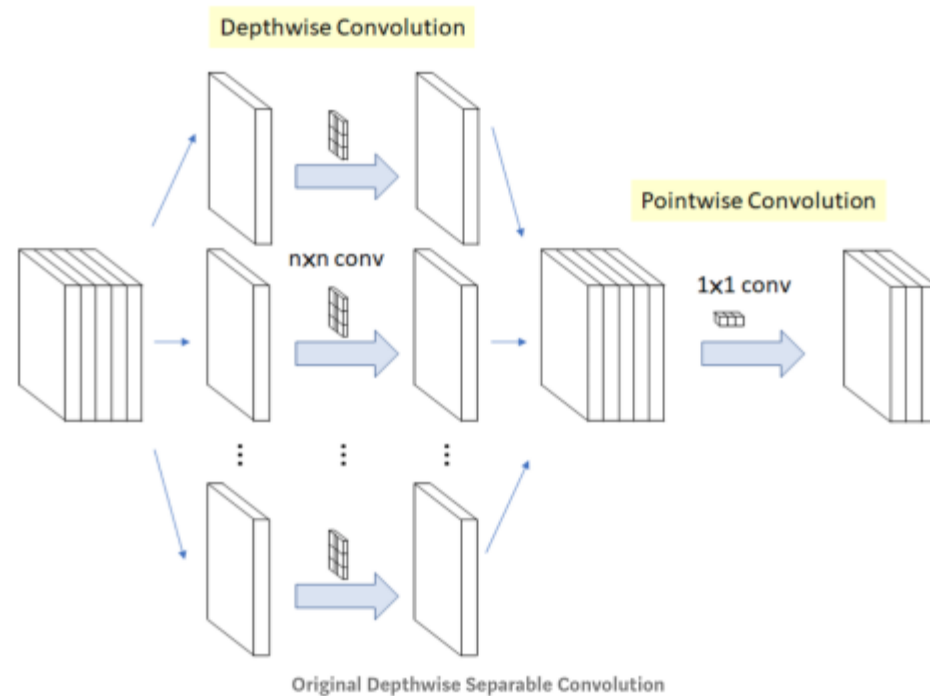 Depthwise Convolution
Pointwise Convolution
nxn conv
1x1 conv
Original Depthwise Separable Convolution